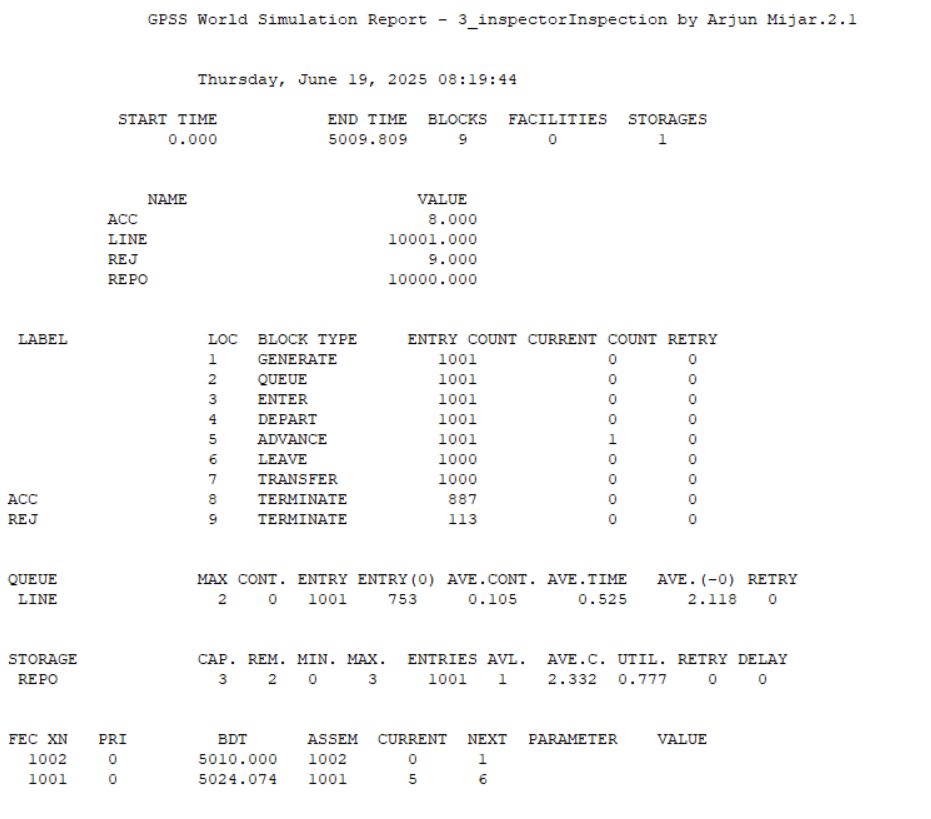 GPSS World Simulation Report - 3_inspectorInspection by Arjun Mijar.2.1
Thursday, June 19, 2025 08:19:44
START TIME END TIME BLOCKS FACILITIES STORAGES
0.000 5009.809 9 0 1
NAME VALUE
ACC 8.000
LINE 10001.000
REJ 9.000
REPO 10000.000
LABEL LOC BLOCK TYPE ENTRY COUNT CURRENT COUNT RETRY
1 GENERATE 1001 0 0
2 QUEUE 1001 0 0
3 ENTER 1001 0 0
4 DEPART 1001 0 0
5 ADVANCE 1001 1 0
6 LEAVE 1000 0 0
7 TRANSFER 1000 0 0
ACC 8 TERMINATE 887 0 0
REJ 9 TERMINATE 113 0 0
QUEUE MAX CONT. ENTRY ENTRY(0) AVE.CONT. AVE.TIME AVE.(-0) RETRY
LINE 2 0 1001 753 0.105 0.525 2.118 0
STORAGE CAP. REM. MIN. MAX. ENTRIES AVL. AVE.C. UTIL. RETRY DELAY
REPO 3 2 0 3 1001 1 2.332 0.777 0 0
FEC XN PRI BDT ASSEM CURRENT NEXT PARAMETER VALUE
1002 0 5010.000 1002 0 1
1001 0 5024.074 1001 5 6